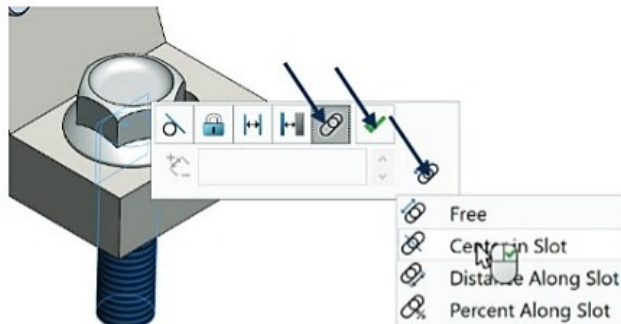 Free
Center in Slot
Distance Along Slot
Percent Along Slot